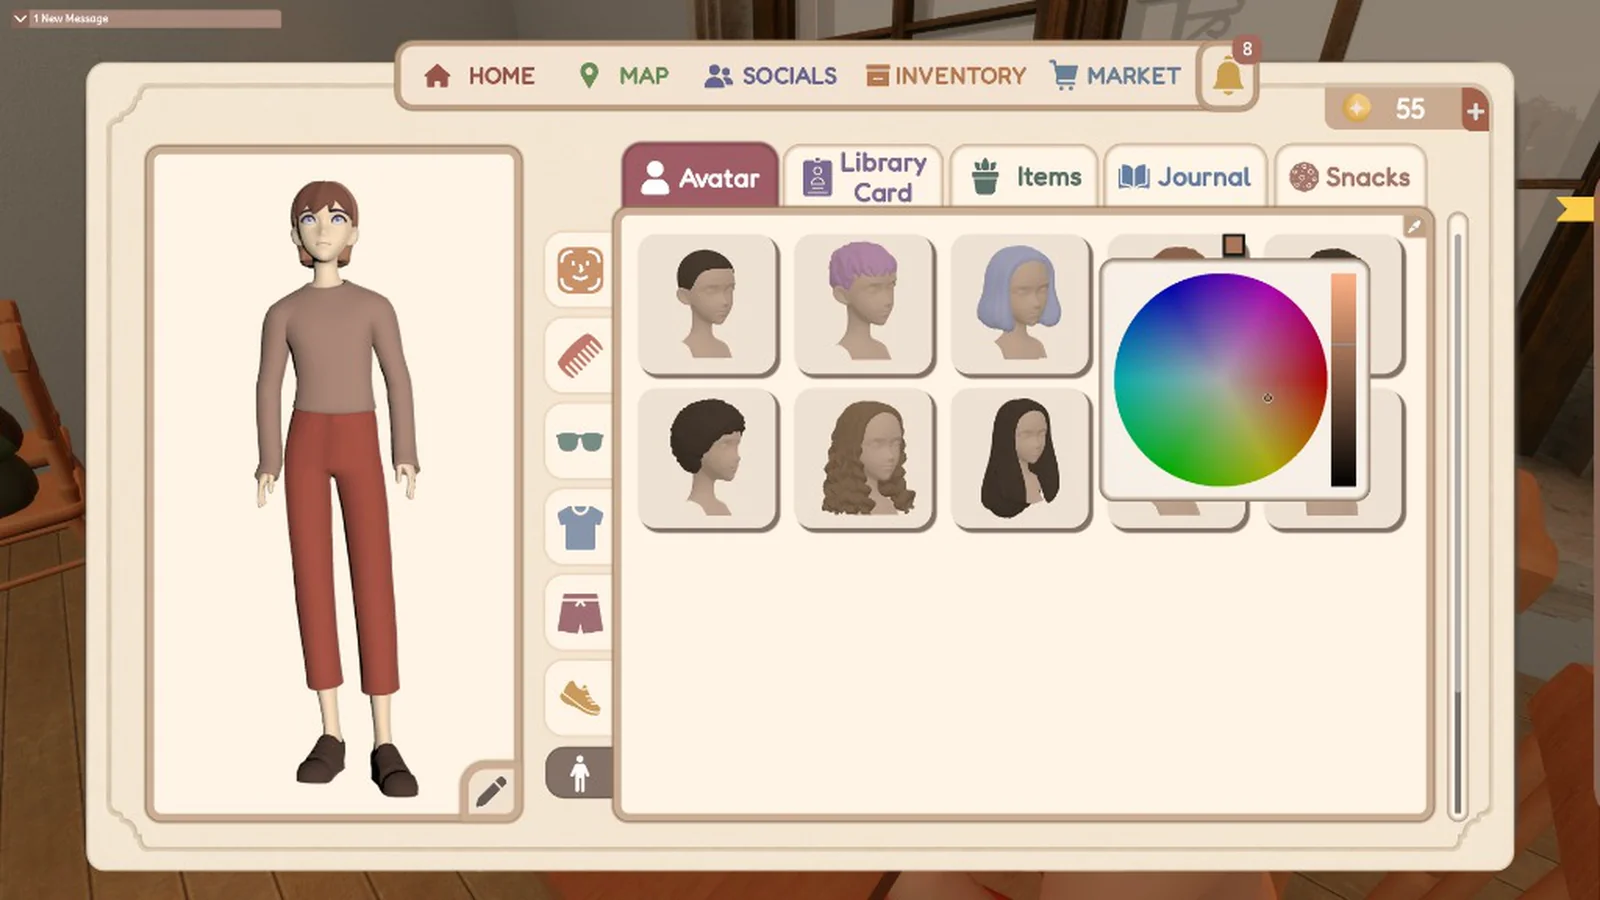 1 New Message
HOME
MAP
SOCIALS
INVENTORY
MARKET
8
55
+
Avatar
Library
Card
Items
Journal
Snacks